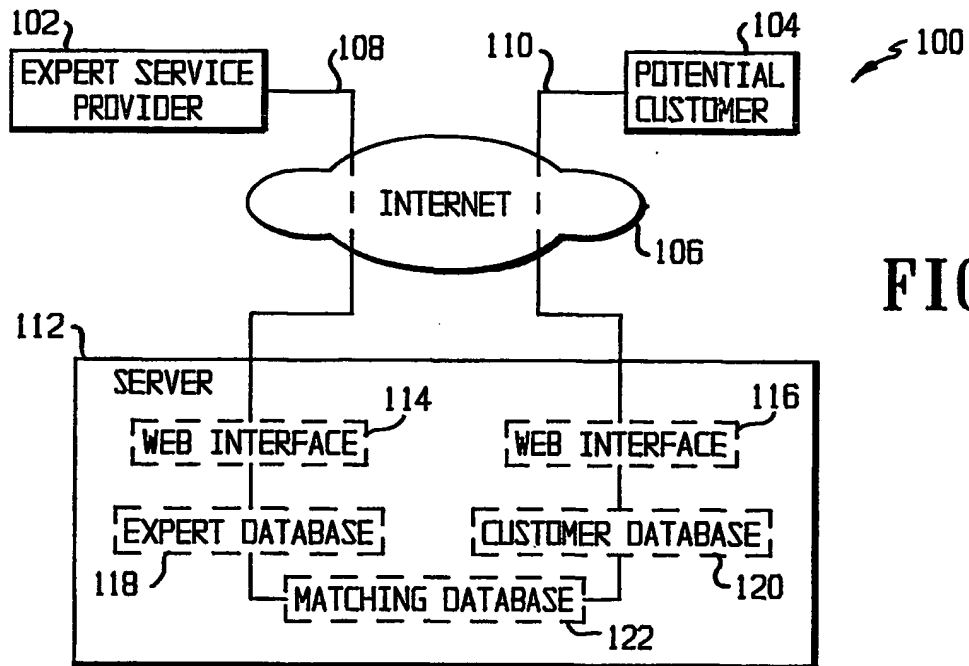 102
108
110
104
100
EXPERT SERVICE
PROVIDER
POTENTIAL
CUSTOMER
INTERNET
106
FIG
112
SERVER
114
116
WEB INTERFACE
WEB INTERFACE
EXPERT DATABASE
CUSTOMER DATABASE
118
120
MATCHING DATABASE
122